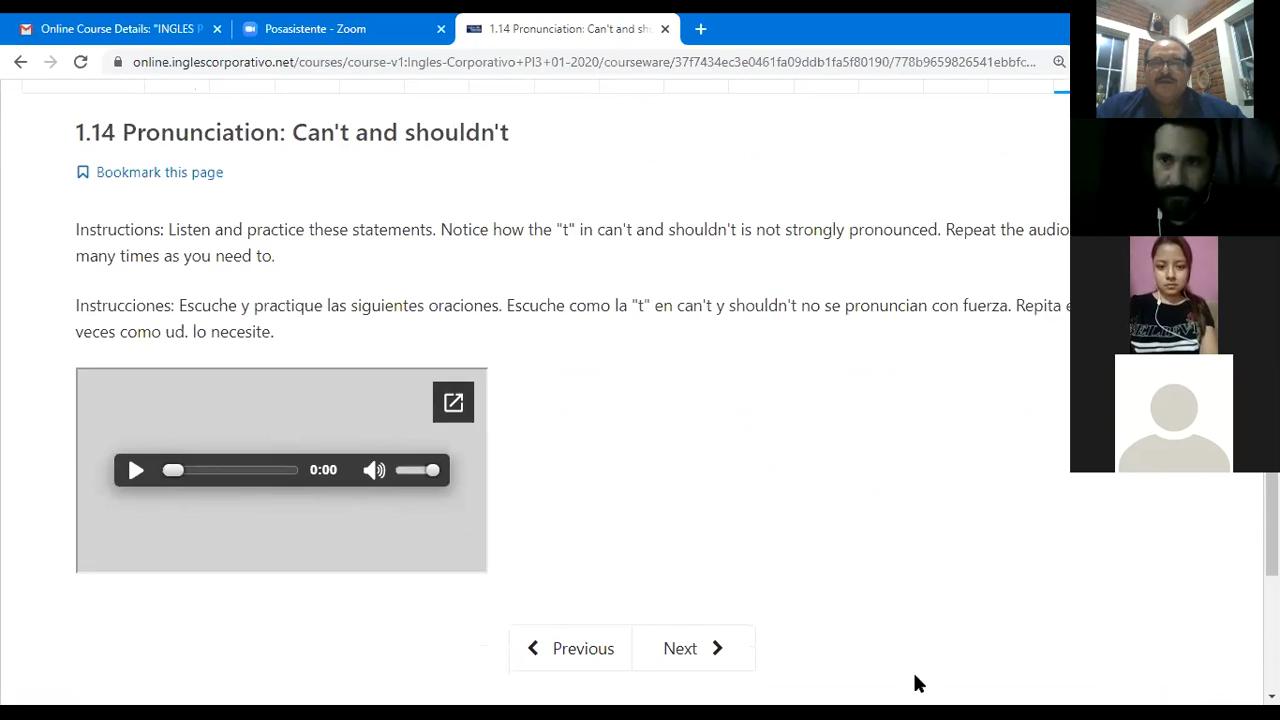 Online Course Details: "INGLES P
Posasistente - Zoom
1.14 Pronunciation: Can't and sho
online.inglescorporativo.net/courses/course-v1:Ingles-Corporativo+PI3+01-2020/courseware/37f7434ec3e0461fa09ddb1fa5f80190/778b9659826541ebbfc...
1.14 Pronunciation: Can't and shouldn't
Bookmark this page
Instructions: Listen and practice these statements. Notice how the "t" in can't and shouldn't is not strongly pronounced. Repeat the audio
many times as you need to.
Instrucciones: Escuche y practique las siguientes oraciones. Escuche como la "t" en can't y shouldn't no se pronuncian con fuerza. Repita e
veces como ud. lo necesite.
0:00
Previous
Next